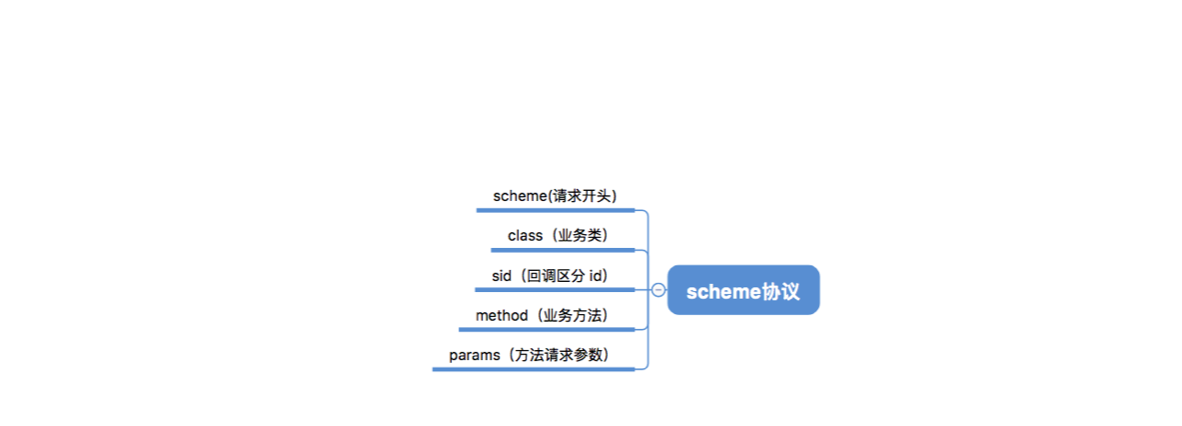 scheme(请求开头)
class（业务类）
sid（回调区分 id）
scheme协议
method（业务方法）
params（方法请求参数）